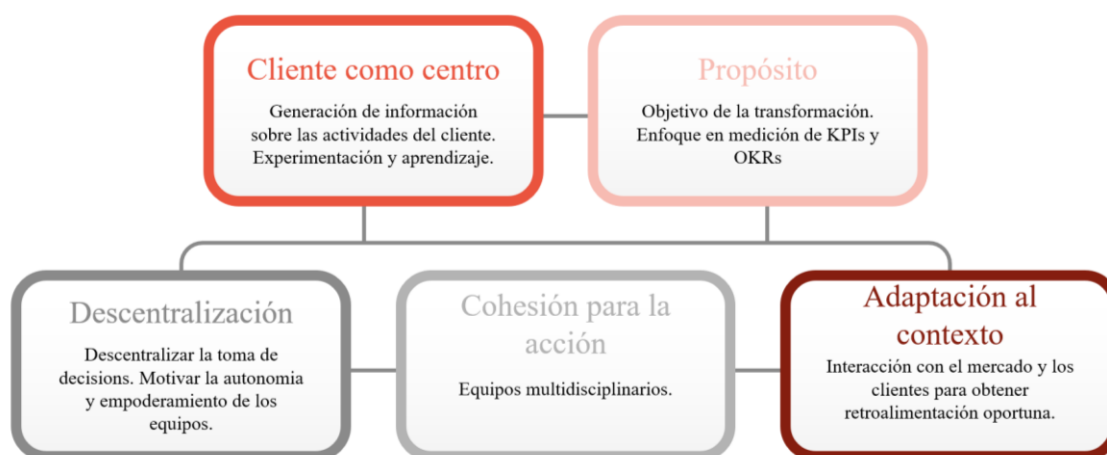 Cliente como centro
Generación de información
sobre las actividades del cliente.
Experimentación y aprendizaje.
Propósito
Objetivo de la transformación.
Enfoque en medición de KPIs y
OKRs
Descentralización
Descentralizar la toma de
decisions. Motivar la autonomia
y empoderamiento de los
equipos.
Cohesión para la
acción
Equipos multidisciplinarios.
Adaptación al
contexto
Interacción con el mercado y los
clientes para obtener
retroalimentación oportuna.